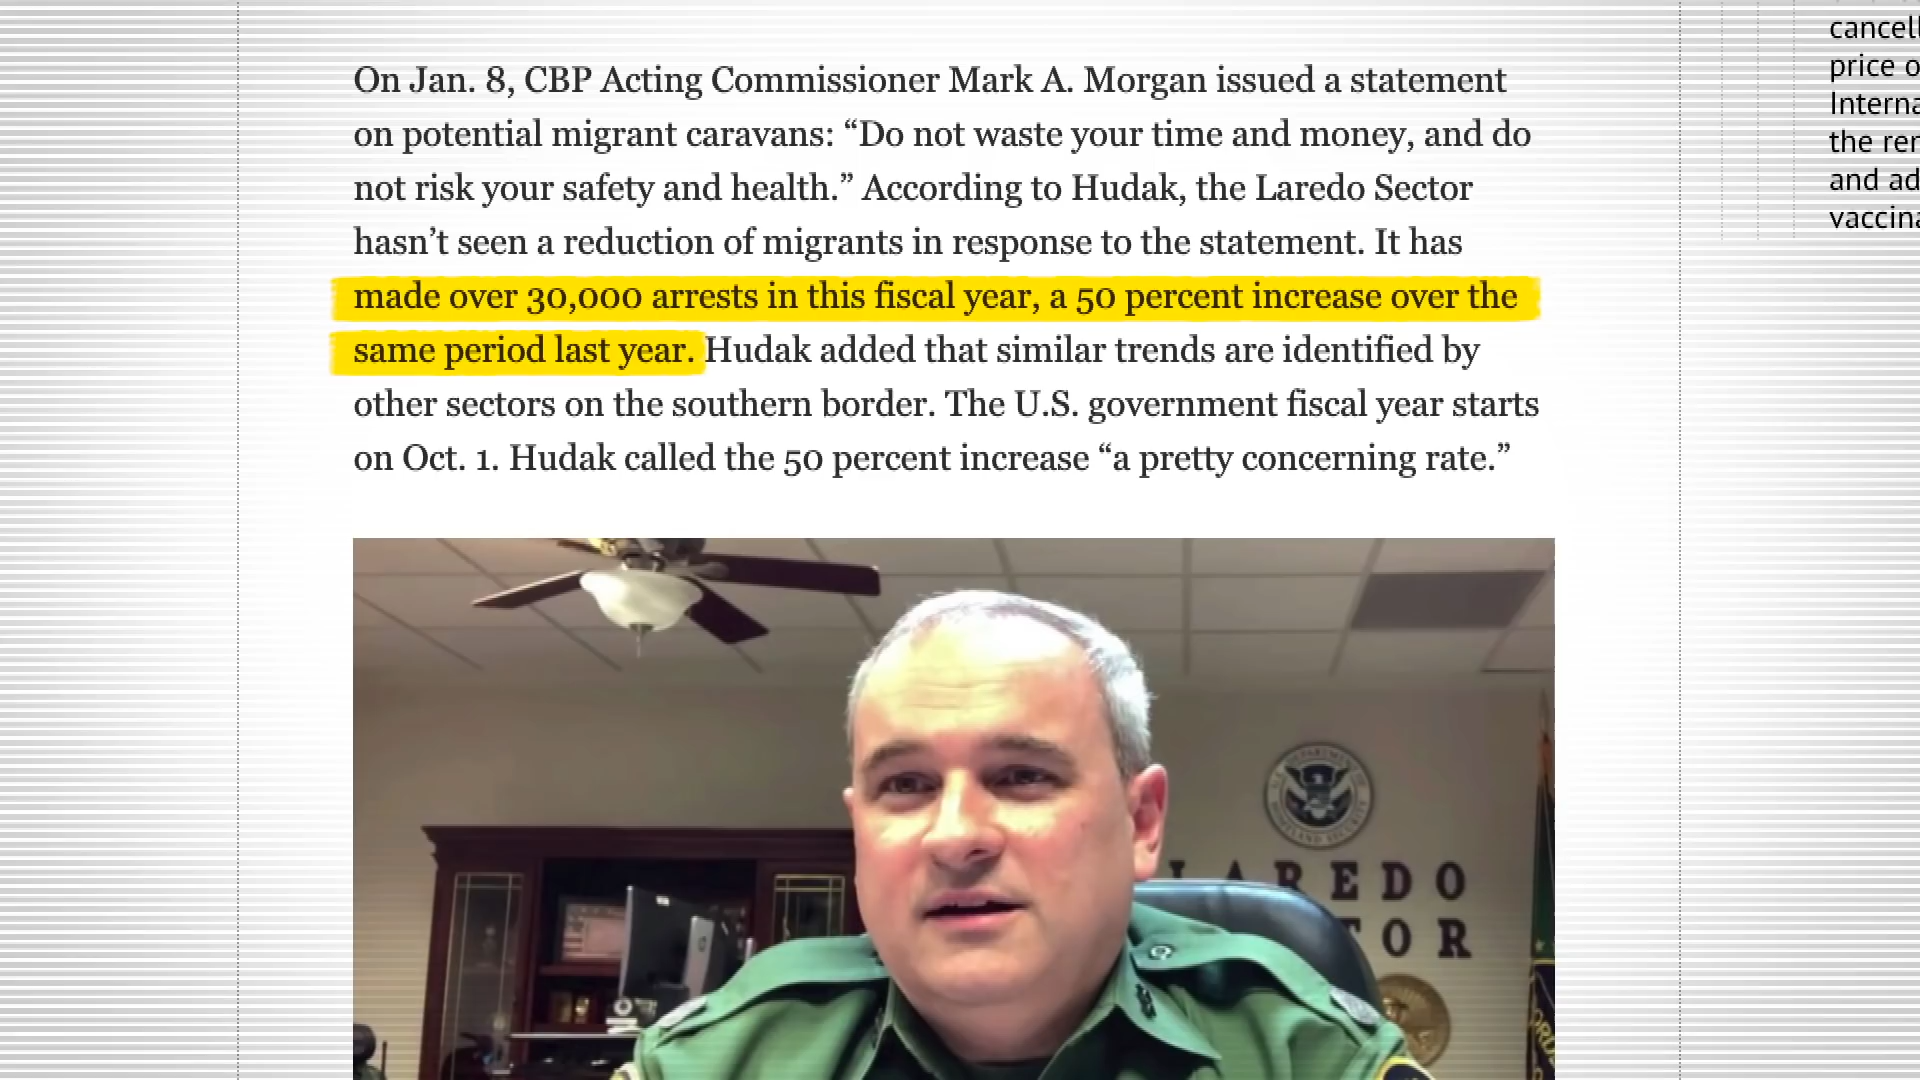 On Jan. 8, CBP Acting Commissioner Mark A. Morgan issued a statement
on potential migrant caravans: “Do not waste your time and money, and do
not risk your safety and health.” According to Hudak, the Laredo Sector
hasn’t seen a reduction of migrants in response to the statement. It has
made over 30,000 arrests in this fiscal year, a 50 percent increase over the
same period last year. Hudak added that similar trends are identified by
other sectors on the southern border. The U.S. government fiscal year starts
on Oct. 1. Hudak called the 50 percent increase “a pretty concerning rate.”
price
the
and
LAREDO